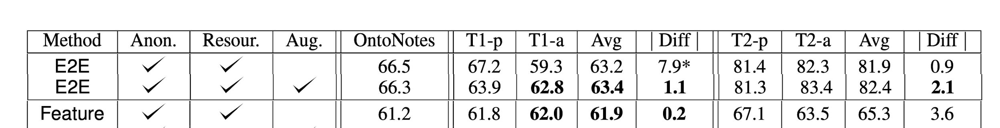 Method Anon. Resour. Aug. OntoNotes T1-p T1-a Avg | Diff | T2-p T2-a Avg | Diff |
E2E ✓ ✓ 66.5 67.2 59.3 63.2 7.9* 81.4 82.3 81.9 0.9
E2E ✓ ✓ ✓ 66.3 63.9 62.8 63.4 1.1 81.3 83.4 82.4 2.1
Feature ✓ ✓ 61.2 61.8 62.0 61.9 0.2 67.1 63.5 65.3 3.6